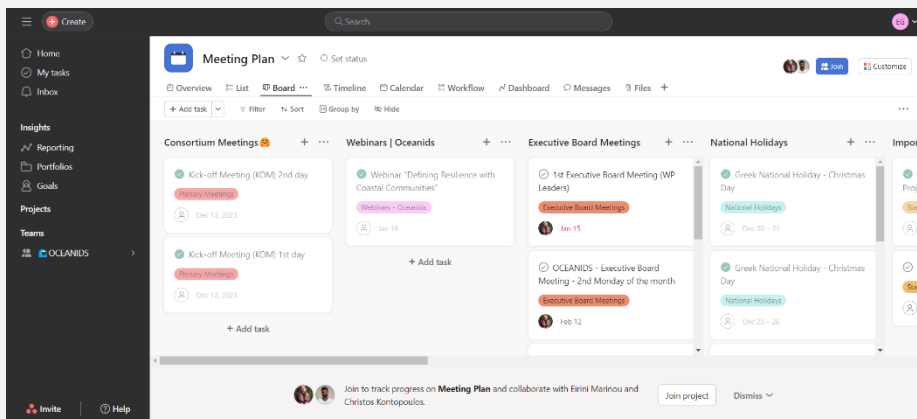 Create
Search
EG
Home
My tasks
Inbox
Insights
Reporting
Portfolios
Goals
Projects
Teams
OCEANIDS
Invite
Help
Meeting Plan
Set status
Join
Customize
Overview
List
Board
Timeline
Calendar
Workflow
Dashboard
Messages
Files
+ Add task
Filter
Sort
Group by
Hide
Consortium Meetings
Kick-off Meeting (KOM) 2nd day
Plenary Meetings
Dec 13, 2023
Kick-off Meeting (KOM) 1st day
Plenary Meetings
Dec 12, 2023
+ Add task
Webinars | Oceanids
Webinar "Defining Resilience with
Coastal Communities"
Webinars - Oceanids
Jan 18
+ Add task
Executive Board Meetings
1st Executive Board Meeting (WP
Leaders)
Executive Board Meetings
Jan 15
OCEANIDS - Executive Board
Meeting - 2nd Monday of the month
Executive Board Meetings
Feb 12
National Holidays
Greek National Holiday - Christmas
Day
National Holidays
Dec 30 – 31
Greek National Holiday - Christmas
Day
National Holidays
Dec 25 – 26
Impor
Proj
Sta
Sta
Join to track progress on Meeting Plan and collaborate with Eirini Marinou and
Christos Kontopoulos.
Join project
Dismiss